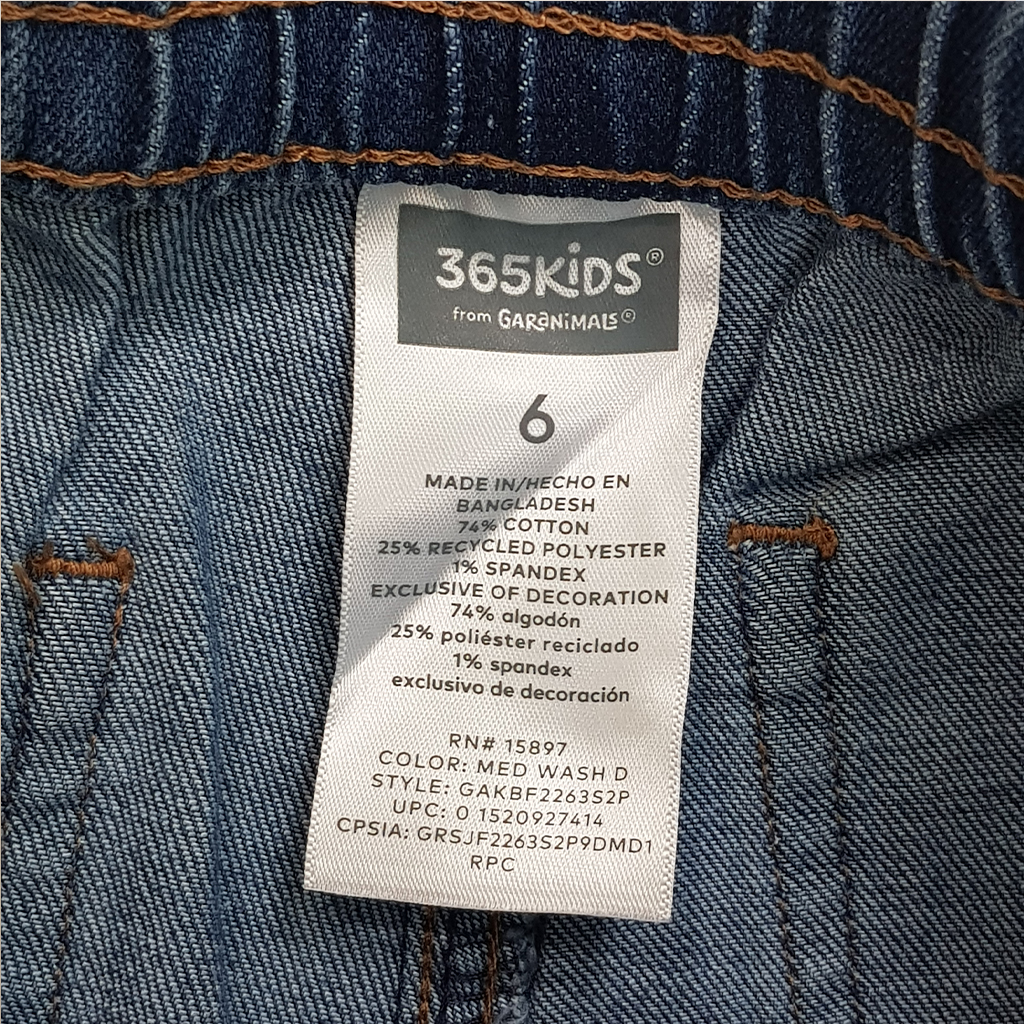 365KiDS®
from GARaNiMALS®
6
MADE IN/HECHO EN
BANGLADESH
74% COTTON
25% RECYCLED POLYESTER
1% SPANDEX
EXCLUSIVE OF DECORATION
74% algodón
25% poliéster reciclado
1% spandex
exclusivo de decoración
RN# 15897
COLOR: MED WASH D
STYLE: GAKBF2263S2P
UPC: 0 1520927414
CPSIA: GRSJF2263S2P9DMD1
RPC